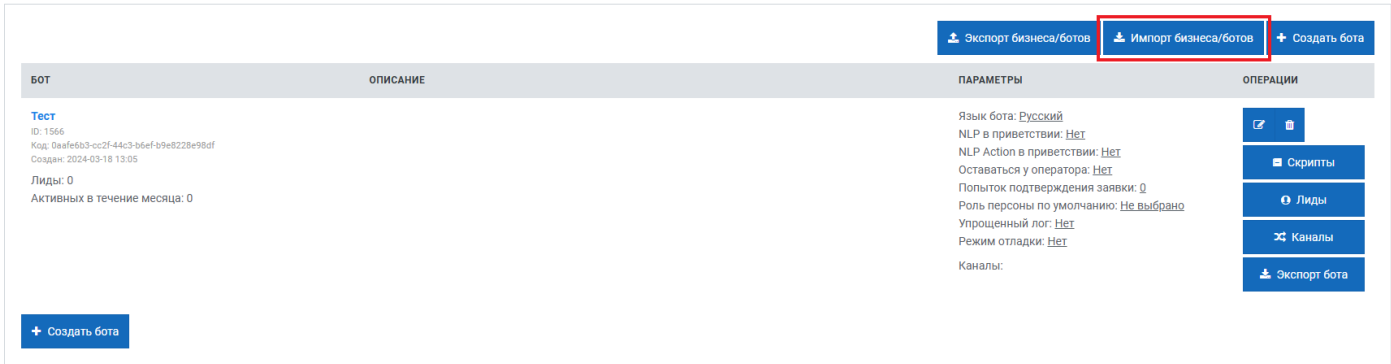 Экспорт бизнеса/ботов Импорт бизнеса/ботов Создать бота
БОТ ОПИСАНИЕ ПАРАМЕТРЫ ОПЕРАЦИИ
Тест
ID: 1566
Код: 0aafe6b3-cc2f-44c3-b6ef-b9e8228e98df
Создан: 2024-03-18 13:05
Лиды: 0
Активных в течение месяца: 0
Язык бота: Русский
NLP в приветствии: Нет
NLP Action в приветствии: Нет
Оставаться у оператора: Нет
Попыток подтверждения заявки: 0
Роль персоны по умолчанию: Не выбрано
Упрощенный лог: Нет
Режим отладки: Нет
Каналы:
Скрипты
Лиды
Каналы
Экспорт бота
Создать бота